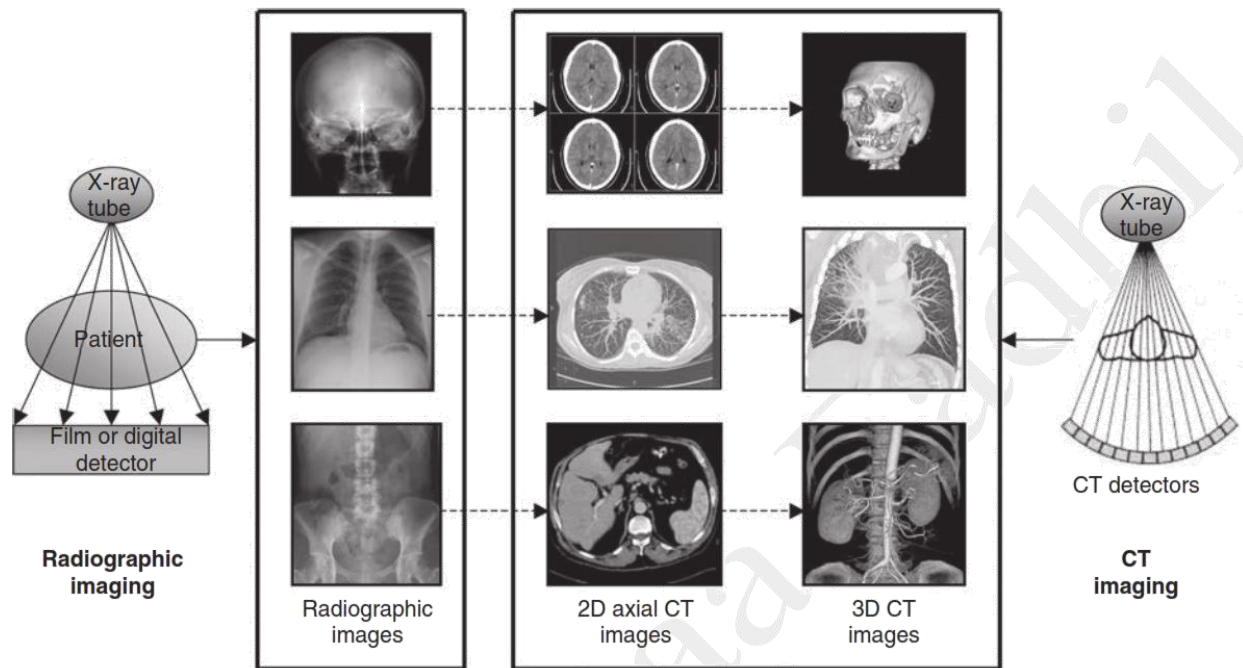 X-ray
tube
Patient
Film or digital
detector
Radiographic
imaging
Radiographic
images
2D axial CT
images
3D CT
images
X-ray
tube
CT detectors
CT
imaging